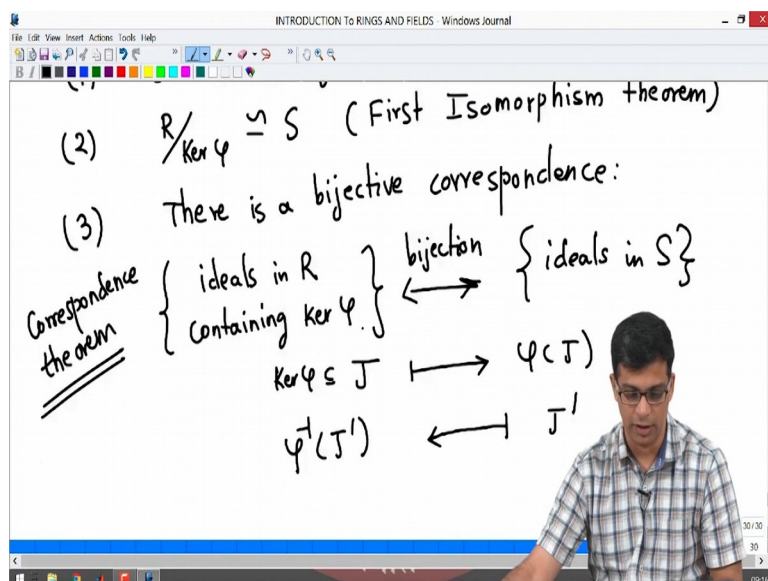 INTRODUCTION To RINGS AND FIELDS - Windows Journal
File Edit View Insert Actions Tools Help
(2) R/Ker φ ≃ S (First Isomorphism theorem)
(3) There is a bijective correspondence:
Correspondence theorem
{ ideals in R containing Ker φ. } bijection ⟷ { ideals in S }
Ker φ ⊆ J ⟼ φ(J)
φ⁻¹(J') ⟻ J'
30/30
30